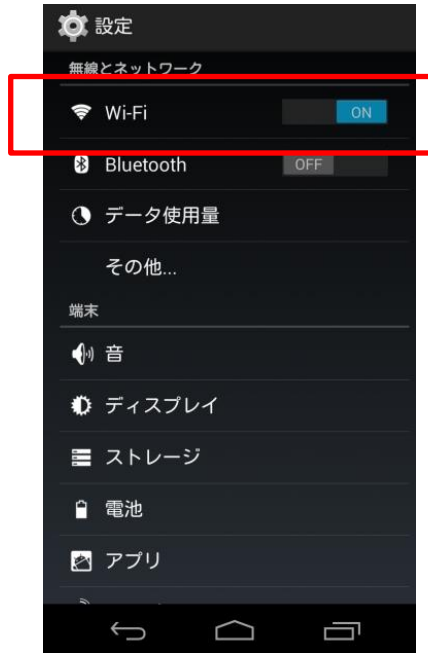 設定
無線とネットワーク
Wi-Fi ON
Bluetooth OFF
データ使用量
その他...
端末
音
ディスプレイ
ストレージ
電池
アプリ